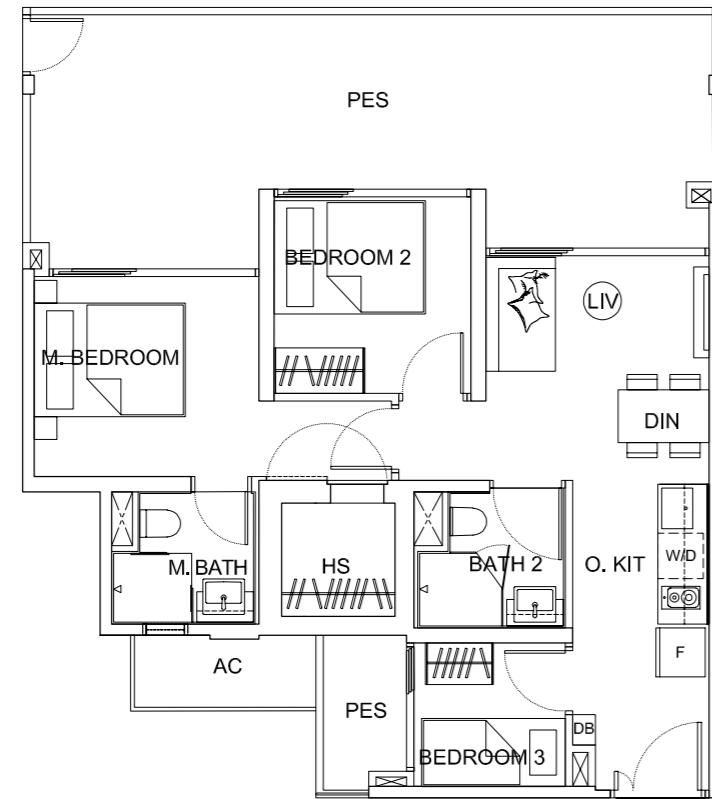 PES
BEDROOM 2
LIV
M. BEDROOM
DIN
M. BATH
HS
BATH 2
O. KIT
W/D
F
AC
PES
DB
BEDROOM 3